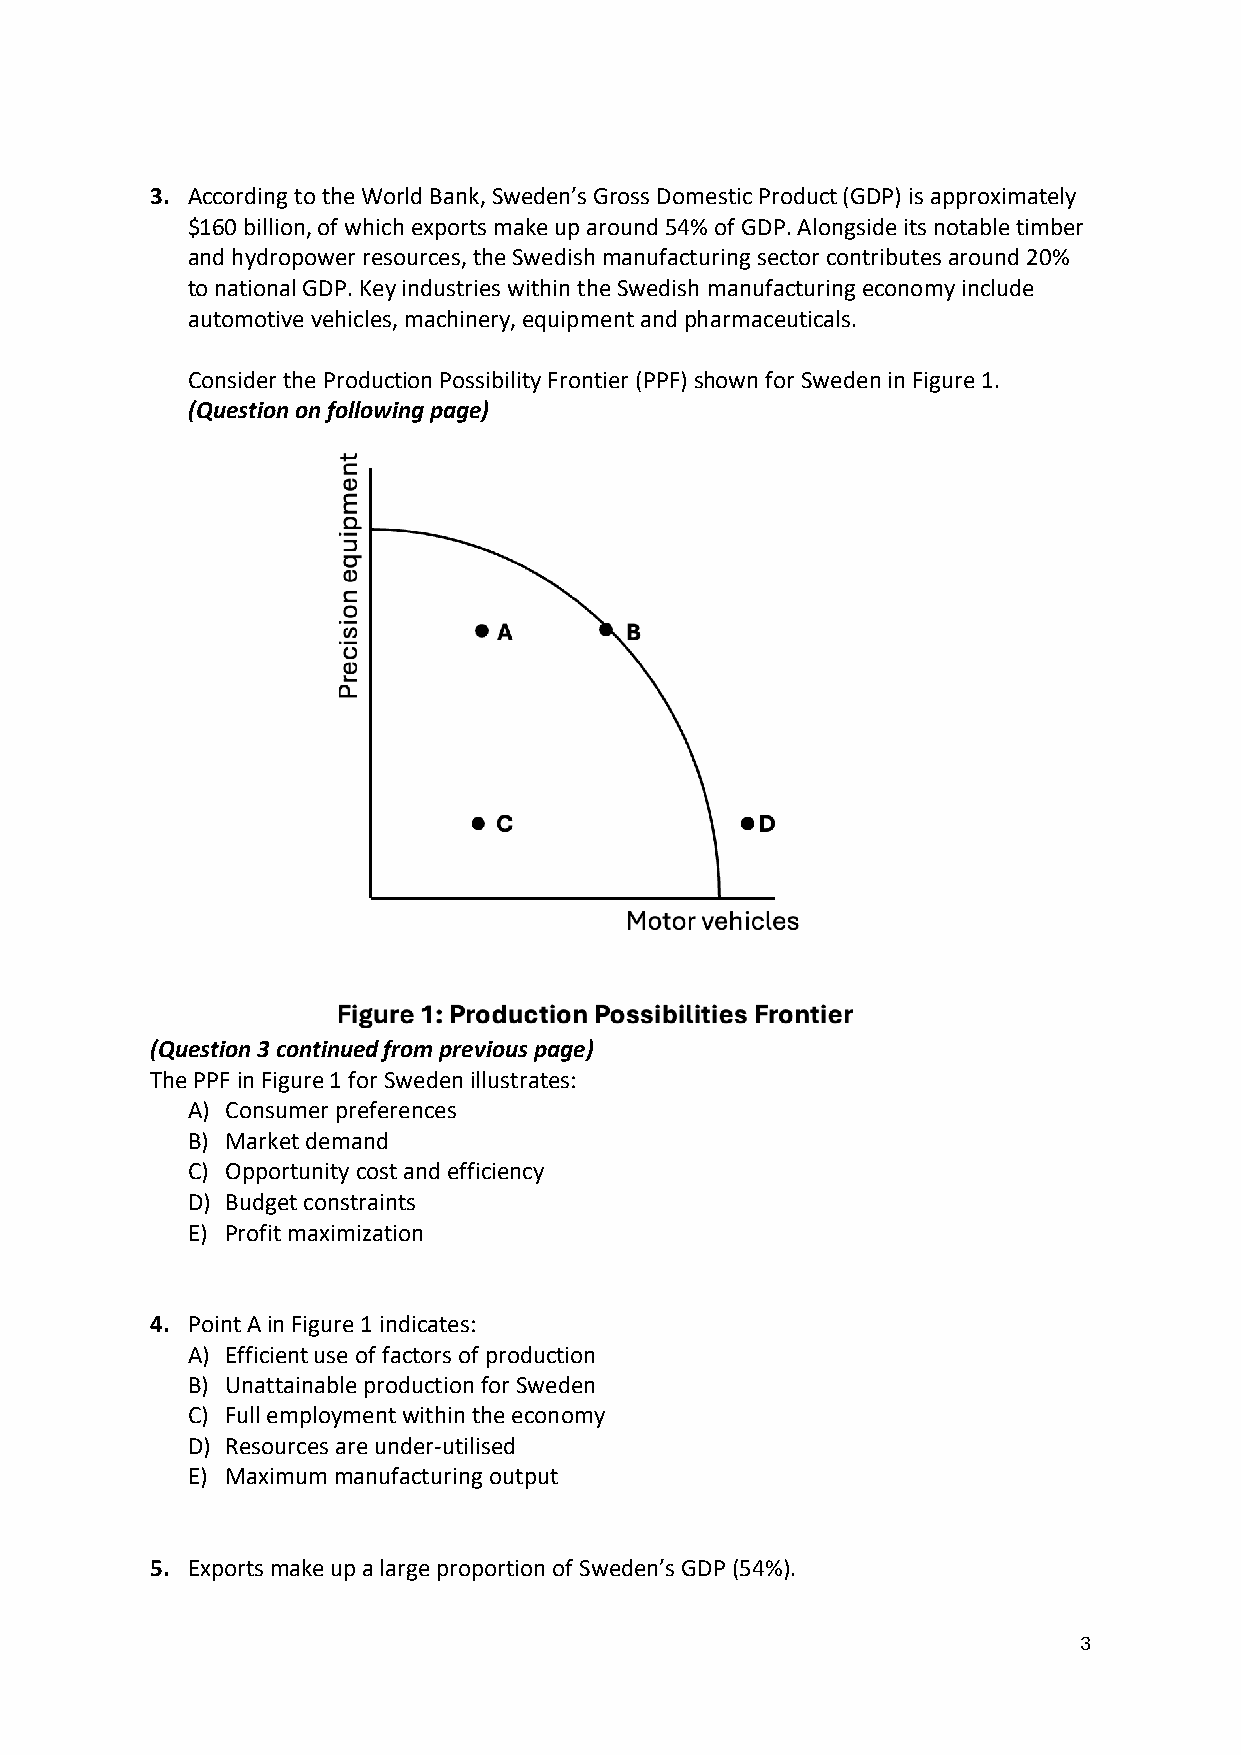 3. According to the World Bank, Sweden’s Gross Domestic Product (GDP) is approximately
$160 billion, of which exports make up around 54% of GDP. Alongside its notable timber
and hydropower resources, the Swedish manufacturing sector contributes around 20%
to national GDP. Key industries within the Swedish manufacturing economy include
automotive vehicles, machinery, equipment and pharmaceuticals.
Consider the Production Possibility Frontier (PPF) shown for Sweden in Figure 1.
(Question on following page)
Precision equipment
A
B
C
D
Motor vehicles
Figure 1: Production Possibilities Frontier
(Question 3 continued from previous page)
The PPF in Figure 1 for Sweden illustrates:
A) Consumer preferences
B) Market demand
C) Opportunity cost and efficiency
D) Budget constraints
E) Profit maximization
4. Point A in Figure 1 indicates:
A) Efficient use of factors of production
B) Unattainable production for Sweden
C) Full employment within the economy
D) Resources are under-utilised
E) Maximum manufacturing output
5. Exports make up a large proportion of Sweden’s GDP (54%).
3